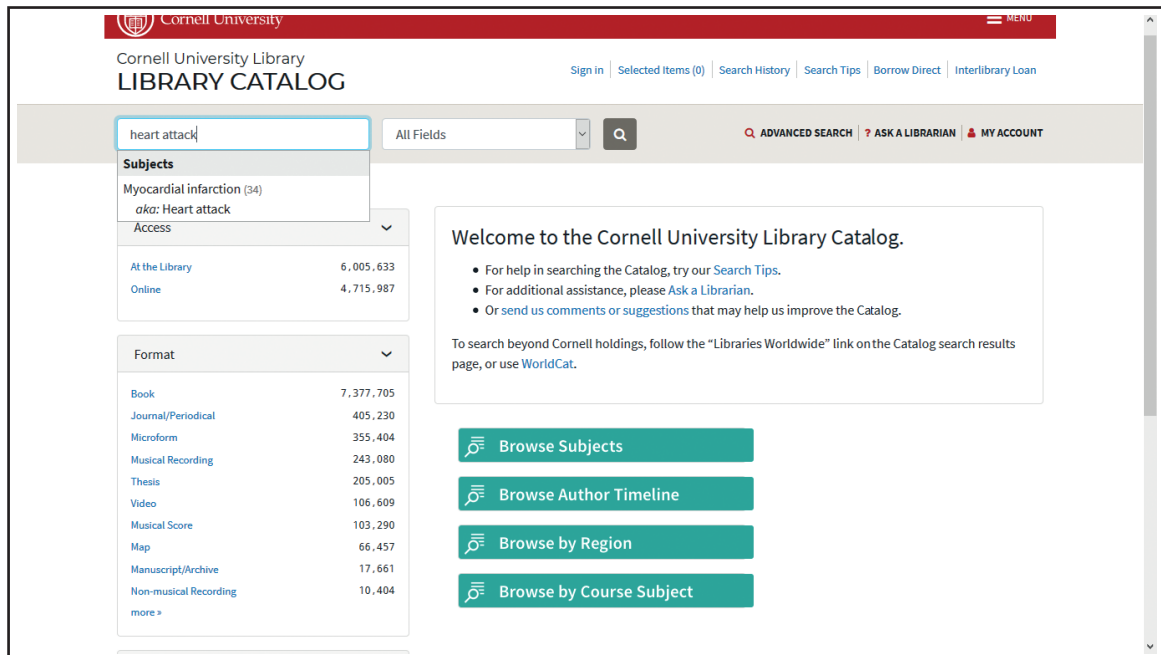 Cornell University
MENU
Cornell University Library
LIBRARY CATALOG
Sign in
Selected Items (0)
Search History
Search Tips
Borrow Direct
Interlibrary Loan
heart attack
All Fields
ADVANCED SEARCH
? ASK A LIBRARIAN
MY ACCOUNT
Subjects
Myocardial infarction (34)
aka: Heart attack
Access
At the Library 6,005,633
Online 4,715,987
Format
Book 7,377,705
Journal/Periodical 405,230
Microform 355,404
Musical Recording 243,080
Thesis 205,005
Video 106,609
Musical Score 103,290
Map 66,457
Manuscript/Archive 17,661
Non-musical Recording 10,404
more »
Welcome to the Cornell University Library Catalog.
• For help in searching the Catalog, try our Search Tips.
• For additional assistance, please Ask a Librarian.
• Or send us comments or suggestions that may help us improve the Catalog.
To search beyond Cornell holdings, follow the “Libraries Worldwide” link on the Catalog search results
page, or use WorldCat.
Browse Subjects
Browse Author Timeline
Browse by Region
Browse by Course Subject